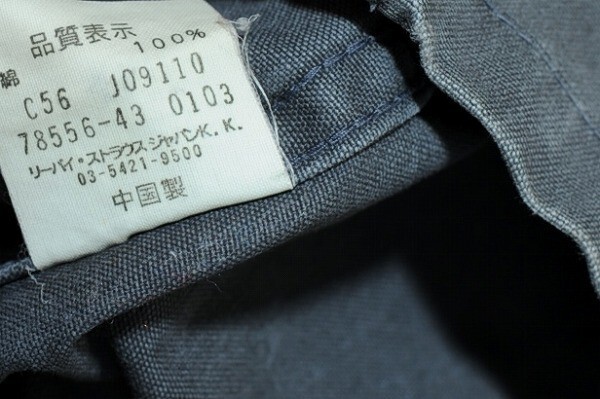 品質表示
綿 100%
C56 J09110
78556-43 0103
リーバイ・ストラウス ジャパンK.K.
03-5421-9500
中国製